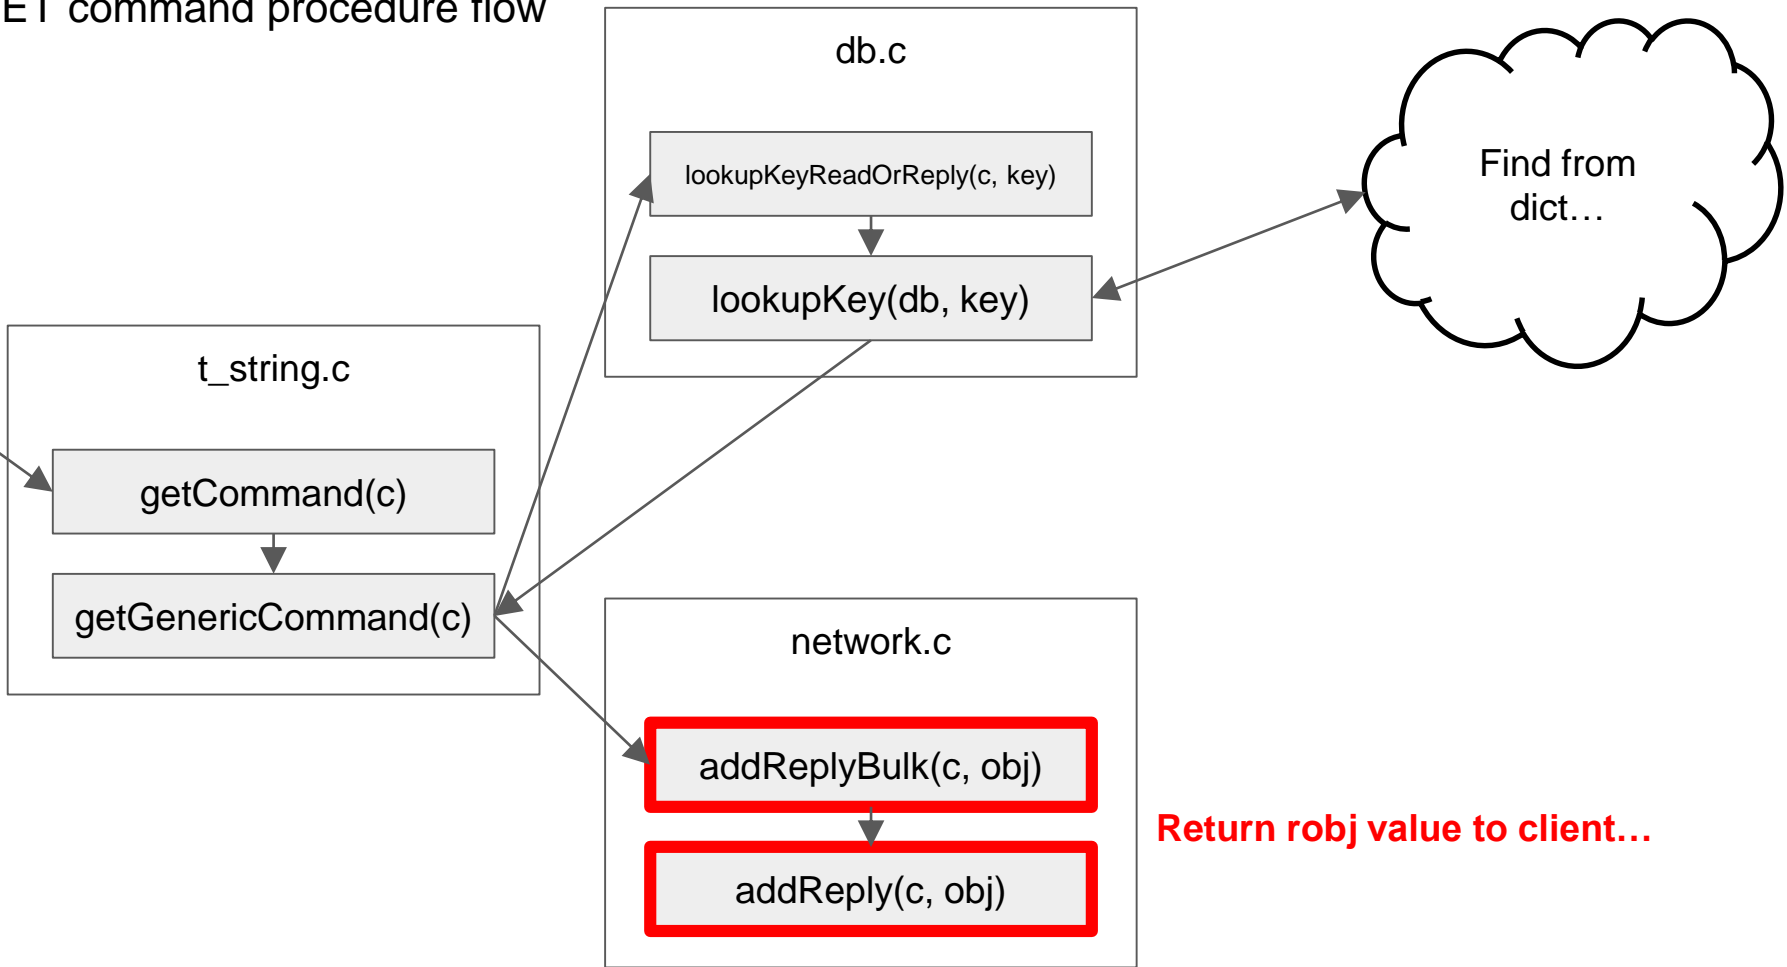 ET command procedure flow
db.c
lookupKeyReadOrReply(c, key)
lookupKey(db, key)
Find from
dict…
t_string.c
getCommand(c)
getGenericCommand(c)
network.c
addReplyBulk(c, obj)
addReply(c, obj)
Return robj value to client…